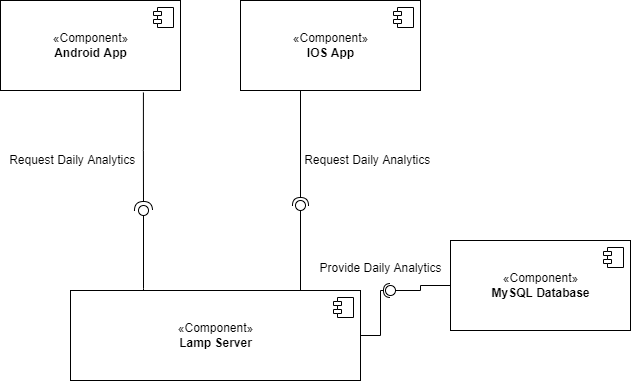 «Component»
Android App
«Component»
IOS App
Request Daily Analytics
Request Daily Analytics
Provide Daily Analytics
«Component»
MySQL Database
«Component»
Lamp Server